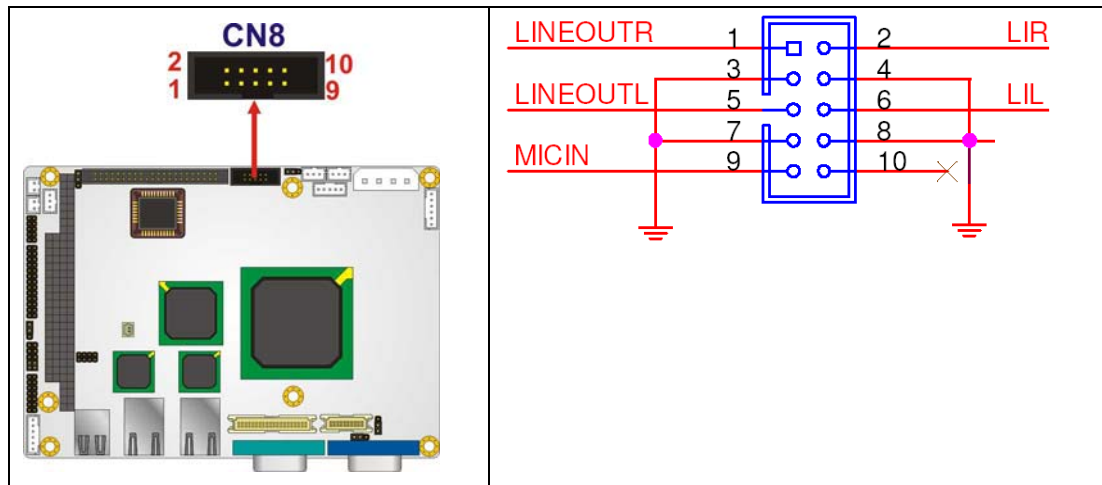 CN8
2 10
1 9
LINEOUTR 1 2 LIR
3 4
LINEOUTL 5 6 LIL
7 8
MICIN 9 10